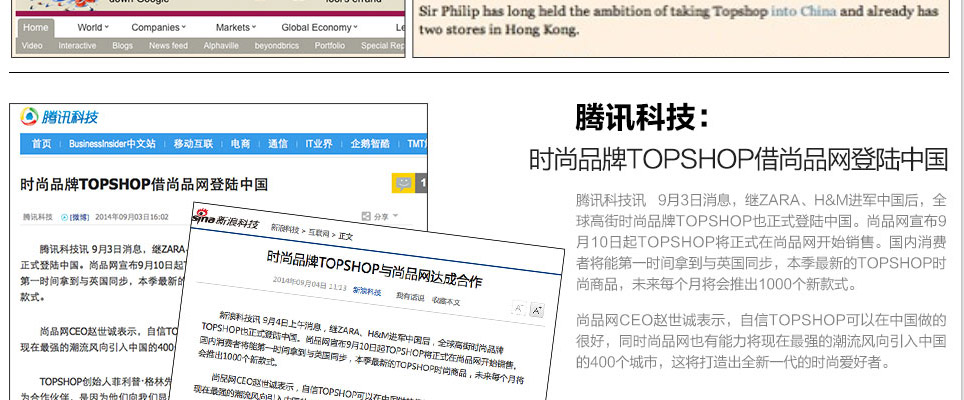 down Google
fool's errand
Home World Companies Markets Global Economy Lex
Video Interactive Blogs News feed Alphaville beyondbrics Portfolio Special Rep
Sir Philip has long held the ambition of taking Topshop into China and already has
two stores in Hong Kong.
腾讯科技
首页 BusinessInsider中文站 移动互联 电商 通信 IT业界 企鹅智酷 TMT
时尚品牌TOPSHOP借尚品网登陆中国
1
腾讯科技 [微博] 2014年09月03日16:02
分享
腾讯科技讯 9月3日消息,继ZARA、
正式登陆中国。尚品网宣布9月10日起
第一时间拿到与英国同步,本季最新的
款式。
尚品网CEO赵世诚表示,自信TO
现在最强的潮流风向引入中国的400
TOPSHOP创始人菲利普·格林先
为合作伙伴,是因为他们向我们
sina新浪科技
新浪科技 > 互联网 > 正文
时尚品牌TOPSHOP与尚品网达成合作
2014年09月04日 11:13 新浪科技 我有话说 收藏本文
A- A+
新浪科技讯 9月4日上午消息,继ZARA、H&M进军中国后,全球高街时尚品牌
TOPSHOP也正式登陆中国。尚品网宣布9月10日起TOPSHOP将正式在尚品网开始销售。
国内消费者将能第一时间拿到与英国同步,本季最新的TOPSHOP时尚商品,未来每个月将
会推出1000个新款式。
尚品网CEO赵世诚表示,自信TOPSHOP可以在中国做的
现在最强的潮流风向引入中国的
腾讯科技:
时尚品牌TOPSHOP借尚品网登陆中国
腾讯科技讯 9月3日消息,继ZARA、H&M进军中国后,全
球高街时尚品牌TOPSHOP也正式登陆中国。尚品网宣布9
月10日起TOPSHOP将正式在尚品网开始销售。国内消费
者将能第一时间拿到与英国同步,本季最新的TOPSHOP时
尚商品,未来每个月将会推出1000个新款式。
尚品网CEO赵世诚表示,自信TOPSHOP可以在中国做的
很好,同时尚品网也有能力将现在最强的潮流风向引入中国
的400个城市,这将打造出全新一代的时尚爱好者。